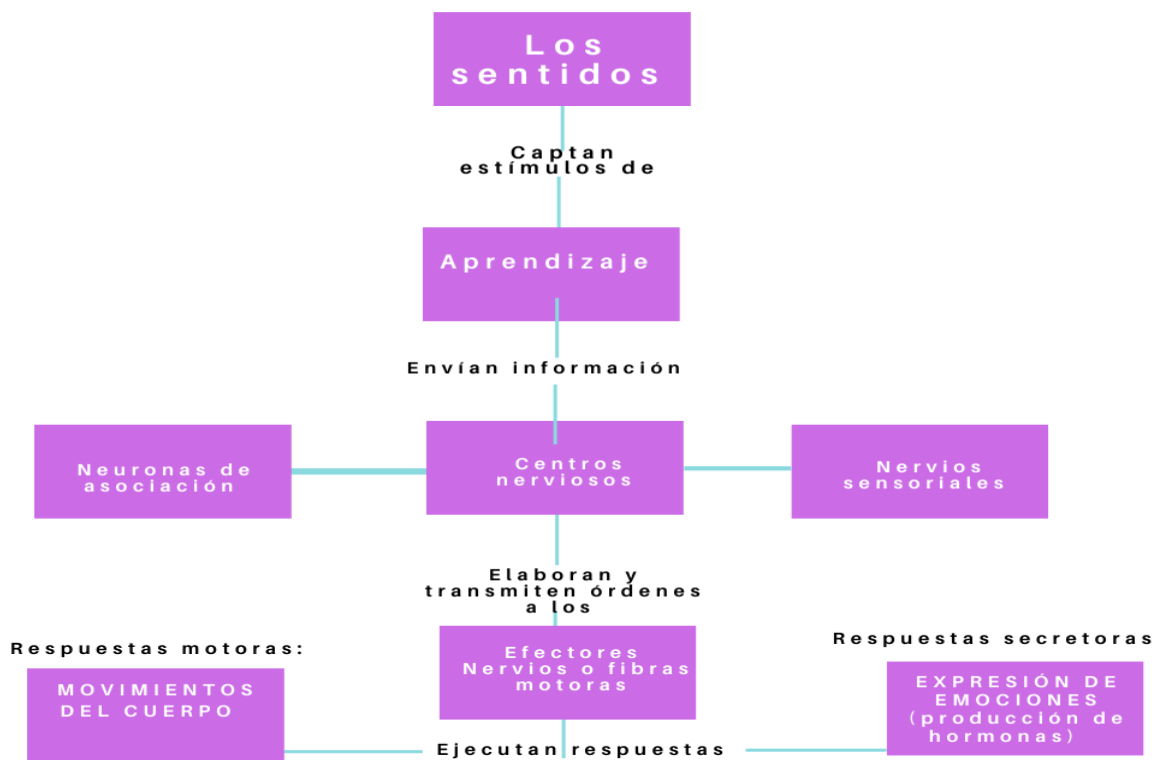 Los
sentidos
Captan
estímulos de
Aprendizaje
Envían información
Neuronas de
asociación
Centros
nerviosos
Nervios
sensoriales
Elaboran y
transmiten órdenes
a los
Respuestas motoras:
MOVIMIENTOS
DEL CUERPO
Efectores
Nervios o fibras
motoras
Respuestas secretoras
EXPRESIÓN DE
EMOCIONES
(producción de
hormonas)
Ejecutan respuestas